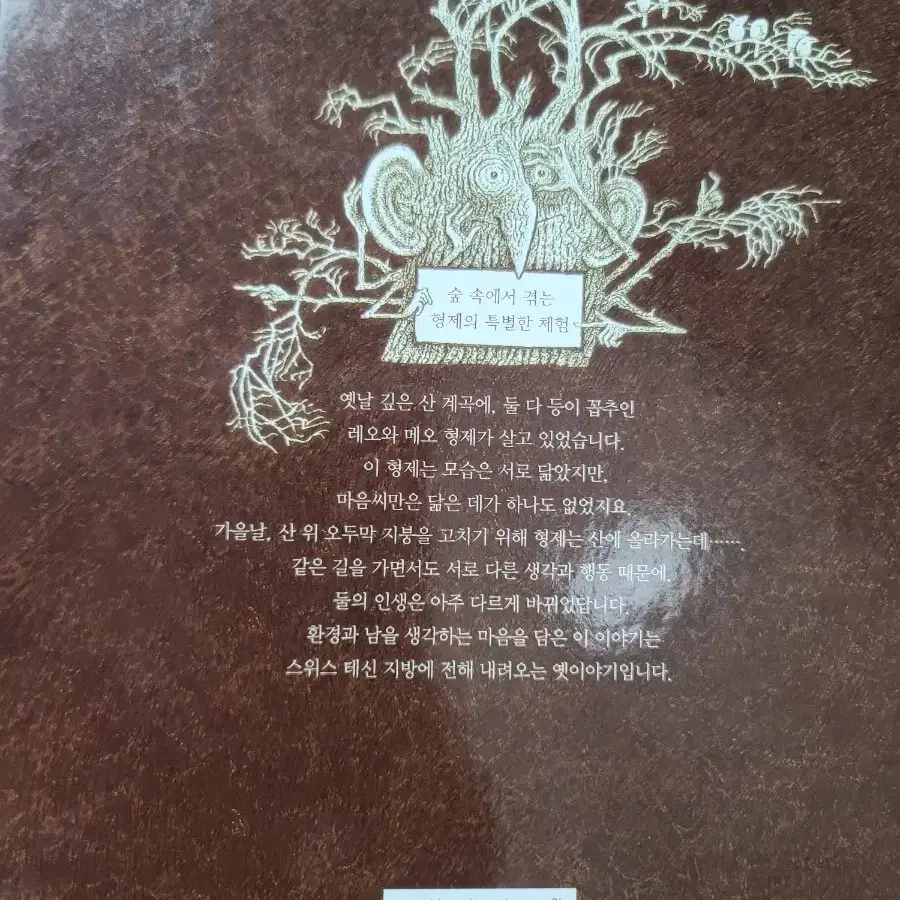 숲 속에서 겪는
형제의 특별한 체험
옛날 깊은 산 계곡에, 둘 다 등이 꼽추인
레오와 메오 형제가 살고 있었습니다.
이 형제는 모습은 서로 닮았지만,
마음씨만은 닮은 데가 하나도 없었지요.
가을날, 산 위 오두막 지붕을 고치기 위해 형제는 산에 올라가는데…….
같은 길을 가면서도 서로 다른 생각과 행동 때문에,
둘의 인생은 아주 다르게 바뀌었답니다.
환경과 남을 생각하는 마음을 담은 이 이야기는
스위스 테신 지방에 전해 내려오는 옛이야기입니다.